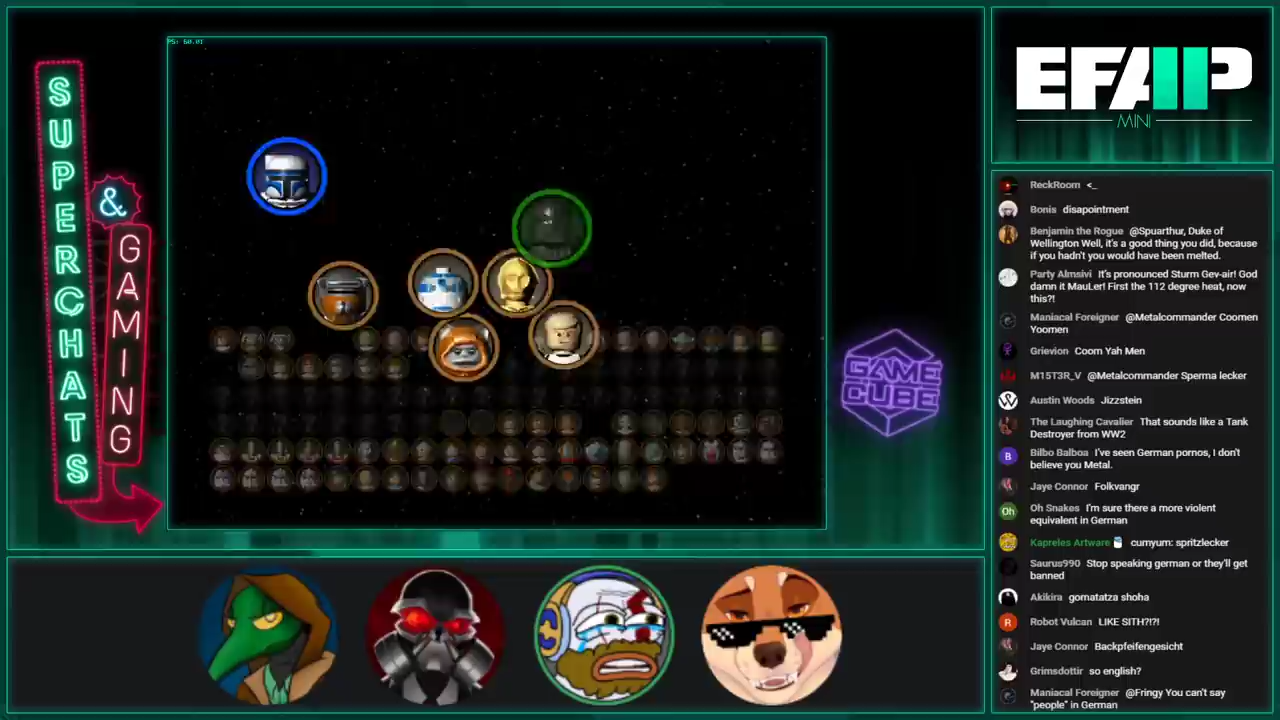 PS: 60.01
SUPERCHATS
&
GAMING
GAME
CUBE
EFAP
MINI
ReckRoom <_
Bonis disapointment
Benjamin the Rogue @Spuarthur, Duke of
Wellington Well, it's a good thing you did, because
if you hadn't you would have been melted.
Party Almsivi It's pronounced Sturm Gev-air! God
damn it MauLer! First the 112 degree heat, now
this?!
Maniacal Foreigner @Metalcommander Coomen
Yoomen
Grievion Coom Yah Men
M15T3R_V @Metalcommander Sperma lecker
Austin Woods Jizzstein
The Laughing Cavalier That sounds like a Tank
Destroyer from WW2
B Bilbo Balboa I've seen German pornos, I don't
believe you Metal.
Jaye Connor Folkvangr
Oh Oh Snakes I'm sure there a more violent
equivalent in German
Kapreles Artware cumyum: spritzlecker
Saurus990 Stop speaking german or they'll get
banned
Akikira gomatatza shoha
R Robot Vulcan LIKE SITH?!?!
Jaye Connor Backpfeifengesicht
Grimsdottir so english?
Maniacal Foreigner @Fringy You can't say
"people" in German